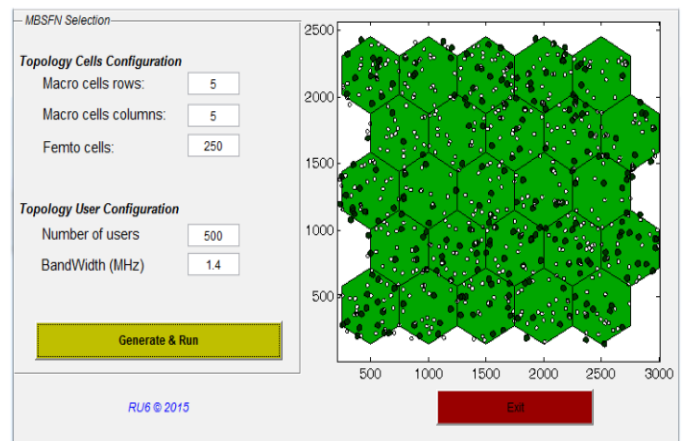 MBSFN Selection
Topology Cells Configuration
Macro cells rows: 5
Macro cells columns: 5
Femto cells: 250
Topology User Configuration
Number of users 500
BandWidth (MHz) 1.4
Generate & Run
RU6 © 2015
2500
2000
1500
1000
500
500 1000 1500 2000 2500 3000
Exit